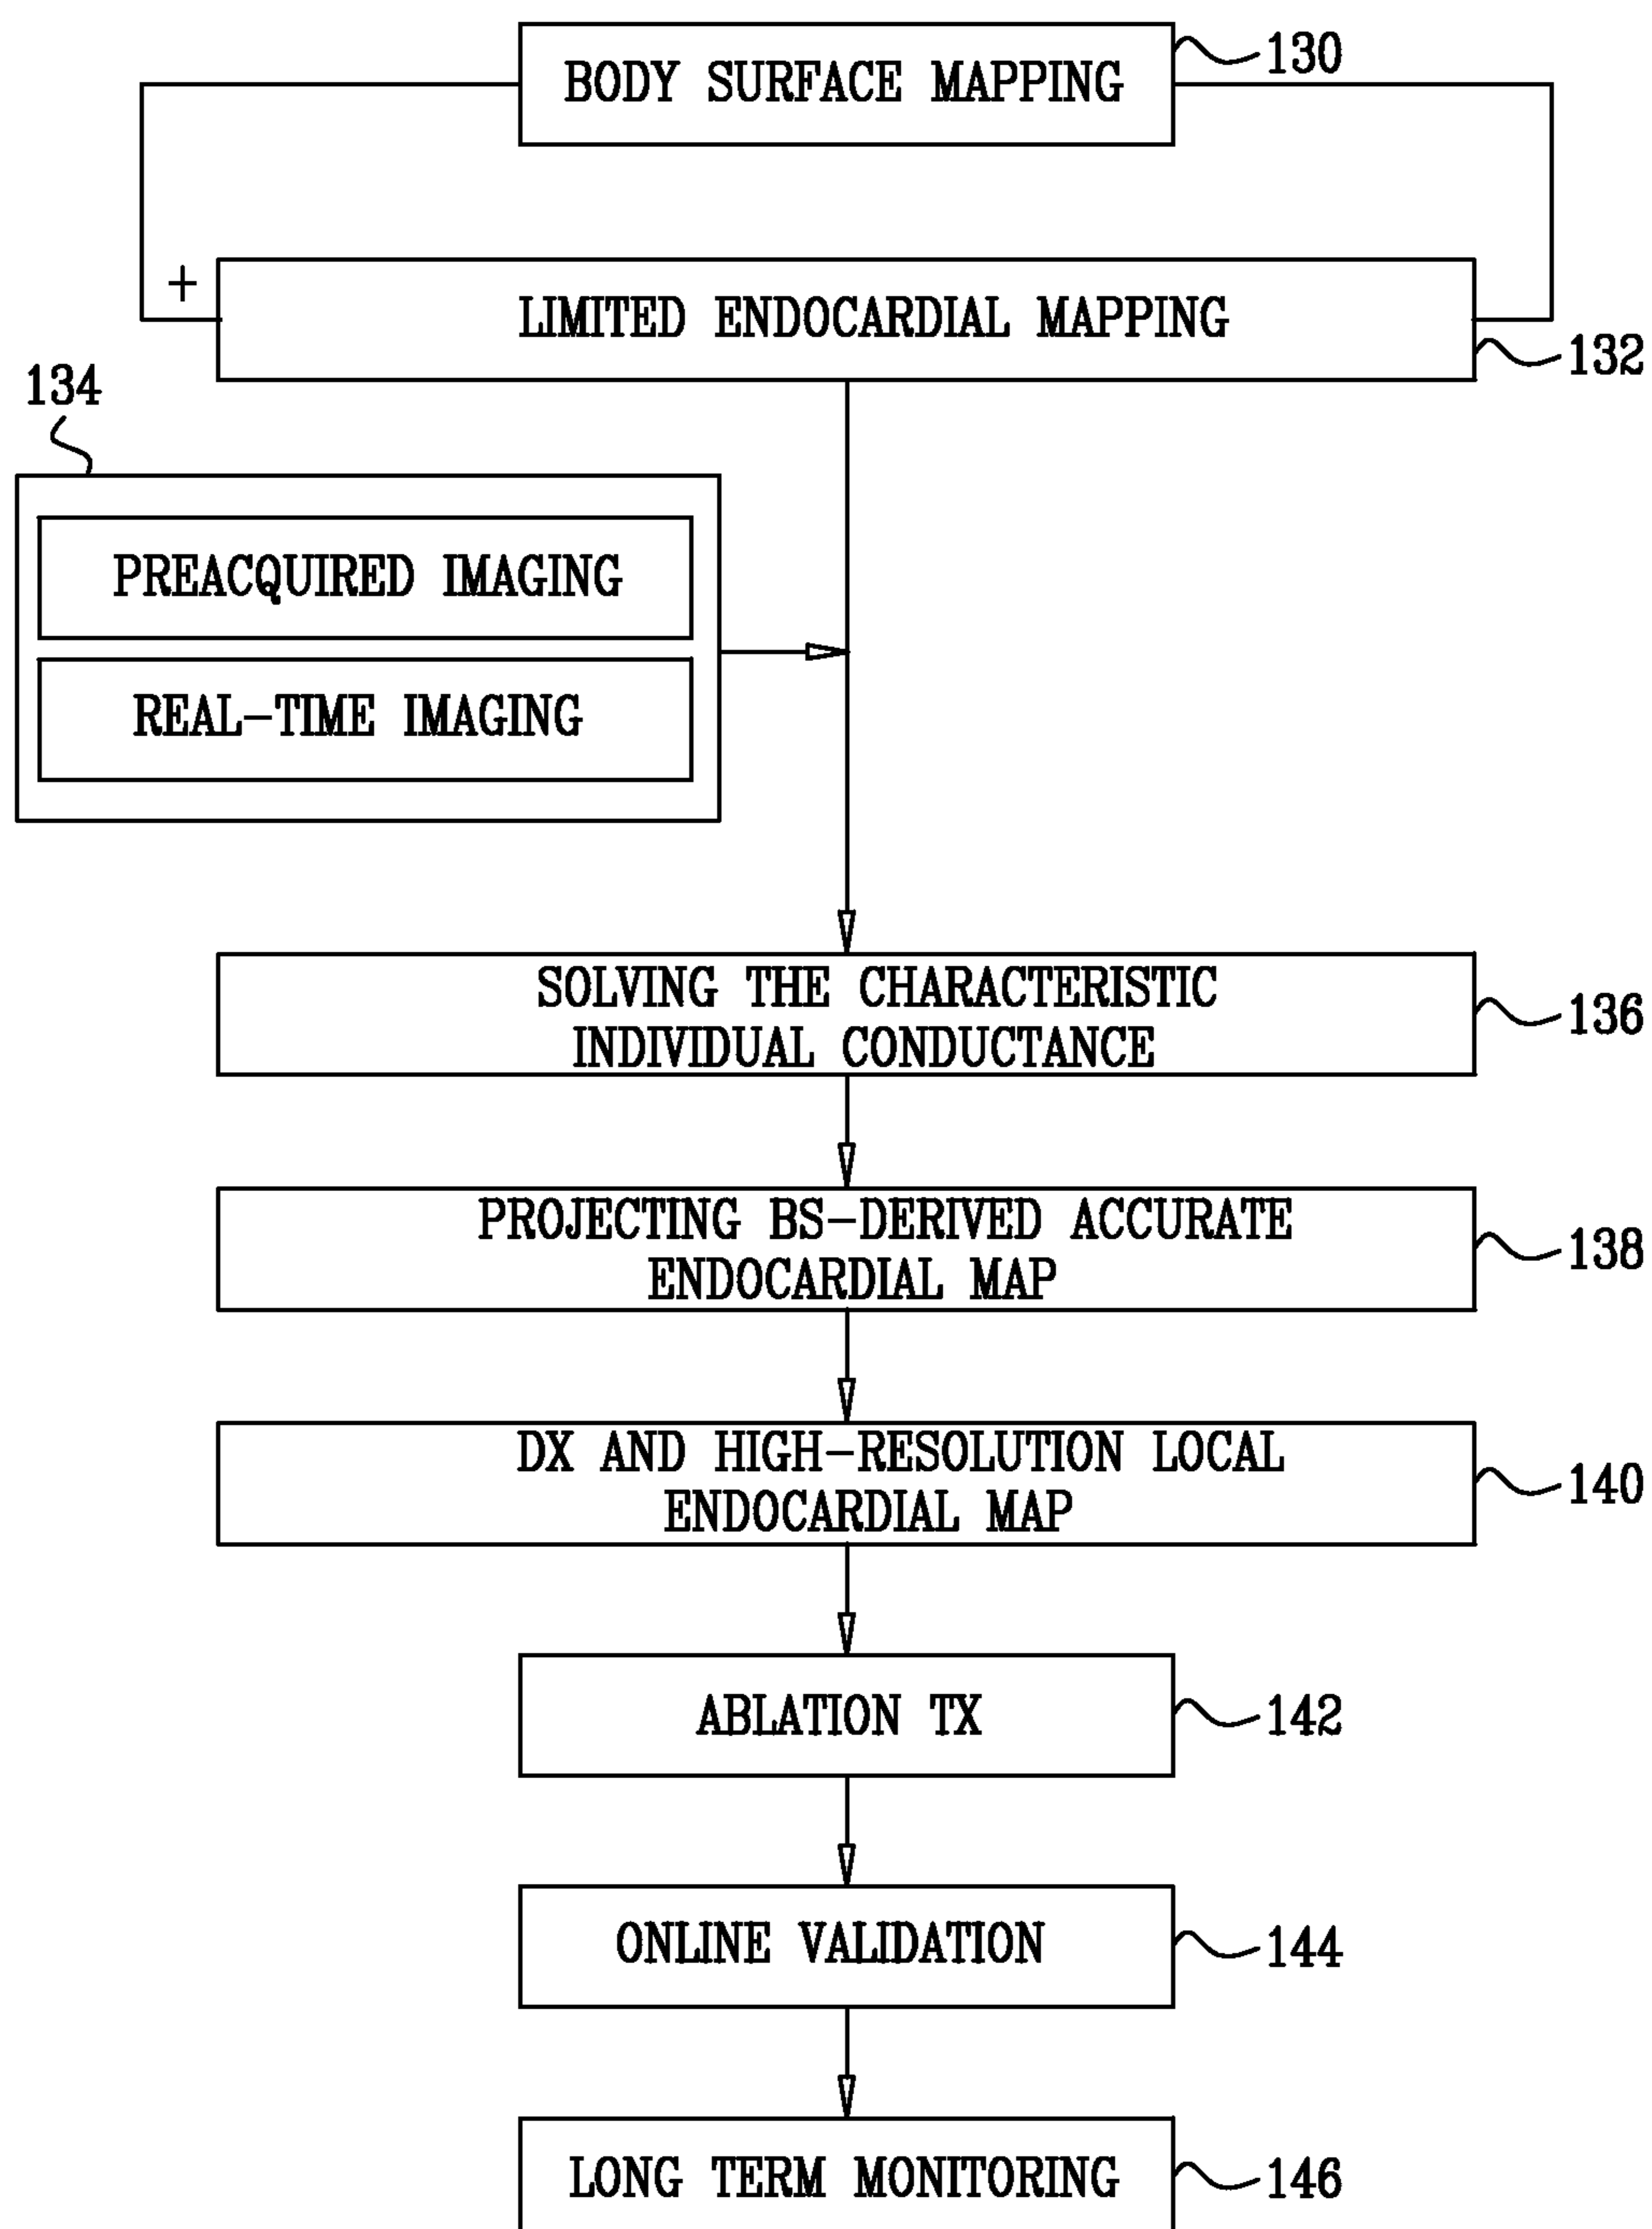 BODY SURFACE MAPPING
130
+
LIMITED ENDOCARDIAL MAPPING
132
134
PREACQUIRED IMAGING
REAL-TIME IMAGING
SOLVING THE CHARACTERISTIC
INDIVIDUAL CONDUCTANCE
136
PROJECTING BS-DERIVED ACCURATE
ENDOCARDIAL MAP
138
DX AND HIGH-RESOLUTION LOCAL
ENDOCARDIAL MAP
140
ABLATION TX
142
ONLINE VALIDATION
144
LONG TERM MONITORING
146